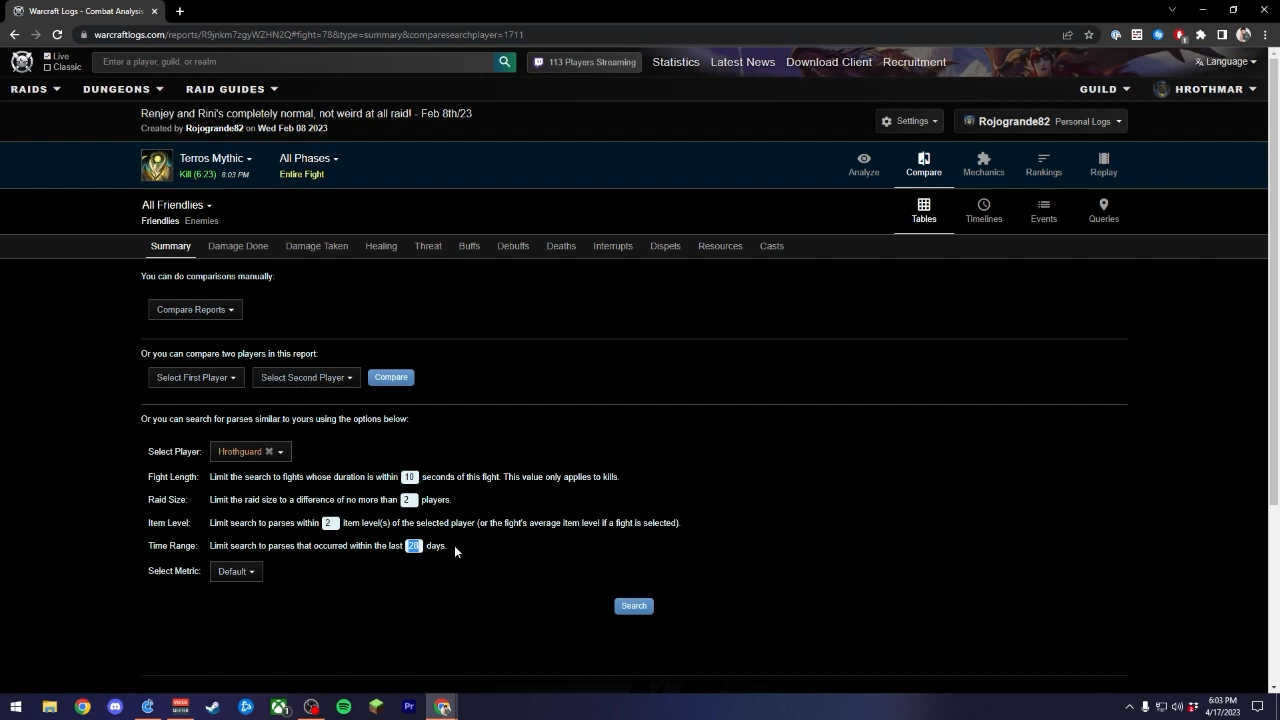 Warcraft Logs - Combat Analysis
warcraftlogs.com/reports/R9jnkm7zgyWZHN2Q#fight=78&type=summary&comparesearchplayer=1711
Live
Classic
Enter a player, guild, or realm
113 Players Streaming
Statistics
Latest News
Download Client
Recruitment
Language
RAIDS
DUNGEONS
RAID GUIDES
GUILD
HROTHMAR
Renjey and Rini's completely normal, not weird at all raid! - Feb 8th/23
Created by Rojogrande82 on Wed Feb 08 2023
Settings
Rojogrande82 Personal Logs
Terros Mythic
Kill (6:23) 8:03 PM
All Phases
Entire Fight
Analyze
Compare
Mechanics
Rankings
Replay
All Friendlies
Friendlies Enemies
Tables
Timelines
Events
Queries
Summary
Damage Done
Damage Taken
Healing
Threat
Buffs
Debuffs
Deaths
Interrupts
Dispels
Resources
Casts
You can do comparisons manually:
Compare Reports
Or you can compare two players in this report:
Select First Player
Select Second Player
Compare
Or you can search for parses similar to yours using the options below:
Select Player: Hrothguard
Fight Length: Limit the search to fights whose duration is within 10 seconds of this fight. This value only applies to kills.
Raid Size: Limit the raid size to a difference of no more than 2 players.
Item Level: Limit search to parses within 2 item level(s) of the selected player (or the fight's average item level if a fight is selected).
Time Range: Limit search to parses that occurred within the last 28 days.
Select Metric: Default
Search
6:03 PM
4/17/2023